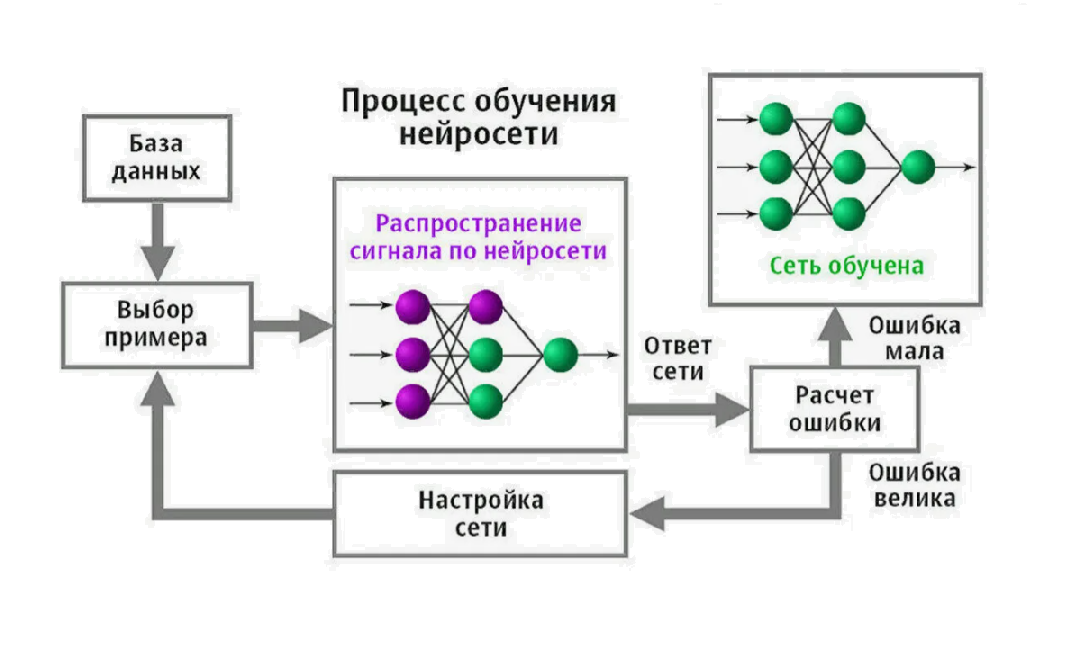 Процесс обучения
нейросети
База
данных
Выбор
примера
Распространение
сигнала по нейросети
Ответ
сети
Расчет
ошибки
Ошибка
мала
Сеть обучена
Ошибка
велика
Настройка
сети